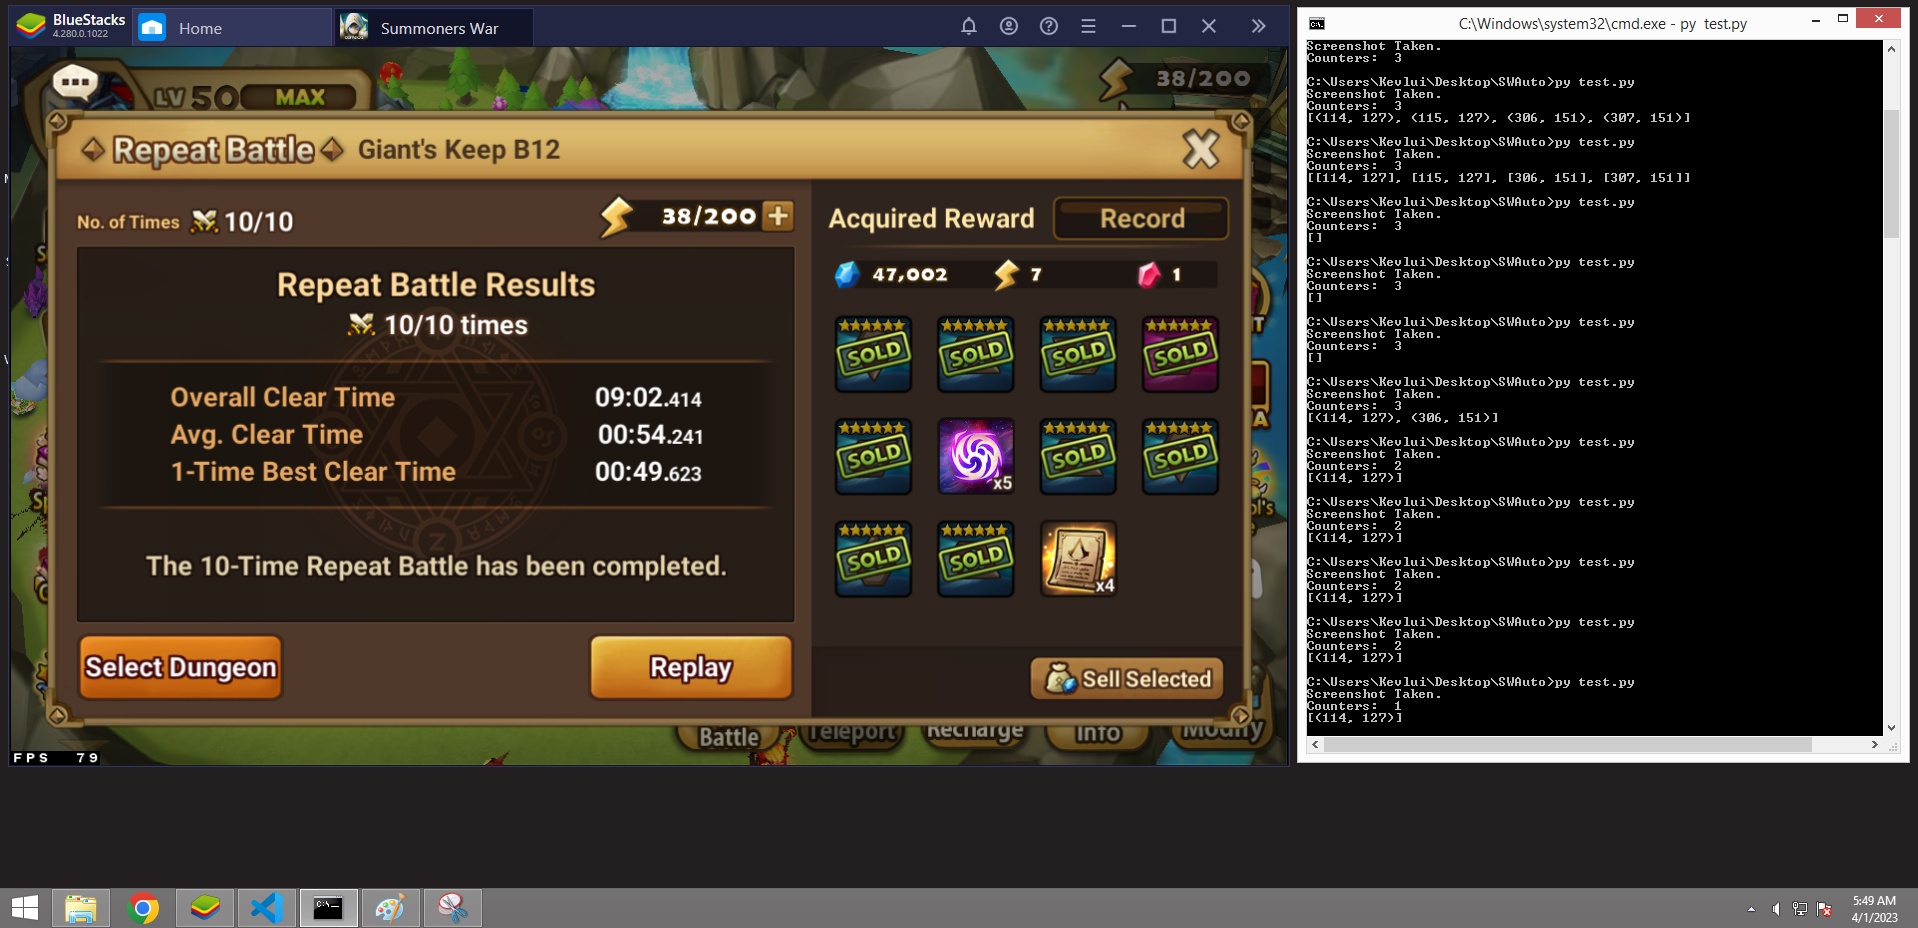 BlueStacks
4.280.0.1022
Home
Summoners War
LV 50 MAX
38/200
Repeat Battle
Giant's Keep B12
No. of Times 10/10
38/200
Repeat Battle Results
10/10 times
Overall Clear Time 09:02.414
Avg. Clear Time 00:54.241
1-Time Best Clear Time 00:49.623
The 10-Time Repeat Battle has been completed.
Select Dungeon
Replay
Acquired Reward
Record
47,002 7 1
SOLD SOLD SOLD SOLD
SOLD x5 SOLD SOLD
SOLD SOLD x4
Sell Selected
Battle Teleport Recharge Info Modify
FPS 79
C:\Windows\system32\cmd.exe - py test.py
Screenshot Taken.
Counters: 3
C:\Users\Kevlui\Desktop\SWAuto>py test.py
Screenshot Taken.
Counters: 3
[(114, 127), (115, 127), (306, 151), (307, 151)]
C:\Users\Kevlui\Desktop\SWAuto>py test.py
Screenshot Taken.
Counters: 3
[[114, 127], [115, 127], [306, 151], [307, 151]]
C:\Users\Kevlui\Desktop\SWAuto>py test.py
Screenshot Taken.
Counters: 3
[]
C:\Users\Kevlui\Desktop\SWAuto>py test.py
Screenshot Taken.
Counters: 3
[]
C:\Users\Kevlui\Desktop\SWAuto>py test.py
Screenshot Taken.
Counters: 3
[]
C:\Users\Kevlui\Desktop\SWAuto>py test.py
Screenshot Taken.
Counters: 3
[(114, 127), (306, 151)]
C:\Users\Kevlui\Desktop\SWAuto>py test.py
Screenshot Taken.
Counters: 2
[(114, 127)]
C:\Users\Kevlui\Desktop\SWAuto>py test.py
Screenshot Taken.
Counters: 2
[(114, 127)]
C:\Users\Kevlui\Desktop\SWAuto>py test.py
Screenshot Taken.
Counters: 2
[(114, 127)]
C:\Users\Kevlui\Desktop\SWAuto>py test.py
Screenshot Taken.
Counters: 2
[(114, 127)]
C:\Users\Kevlui\Desktop\SWAuto>py test.py
Screenshot Taken.
Counters: 1
[(114, 127)]
5:49 AM
4/1/2023